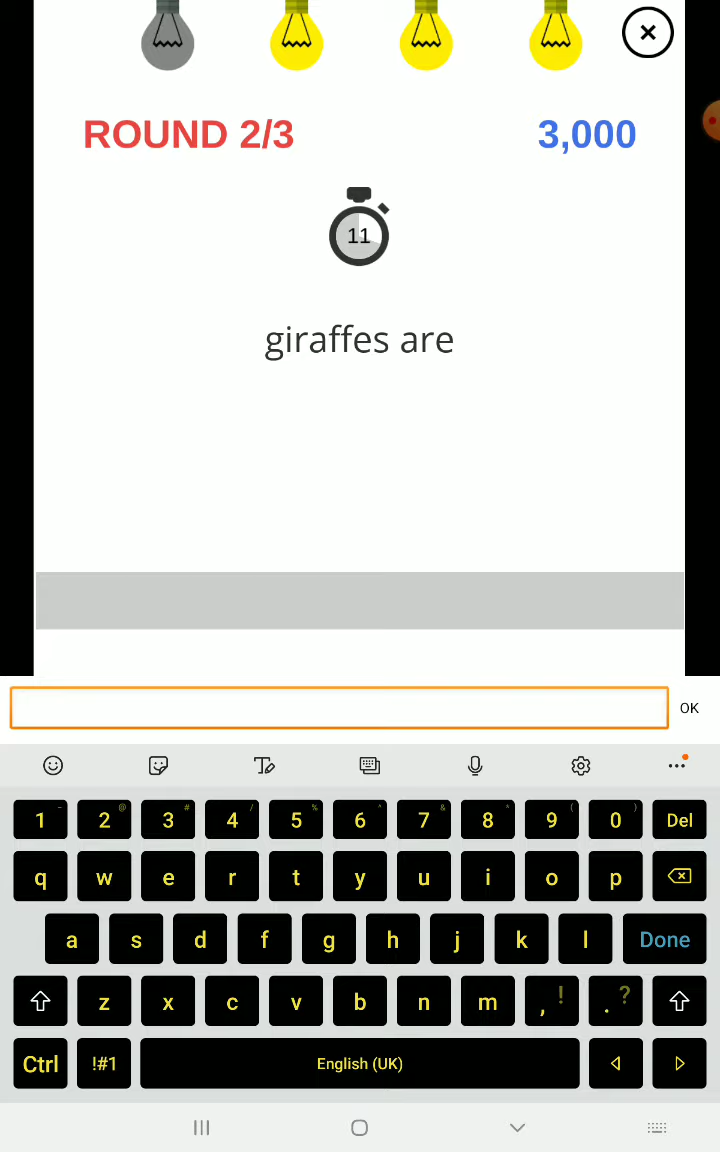 ROUND 2/3
3,000
11
giraffes are
OK
1 2 3 4 5 6 7 8 9 0 Del
q w e r t y u i o p
a s d f g h j k l Done
z x c v b n m , ! . ?
Ctrl !#1 English (UK)